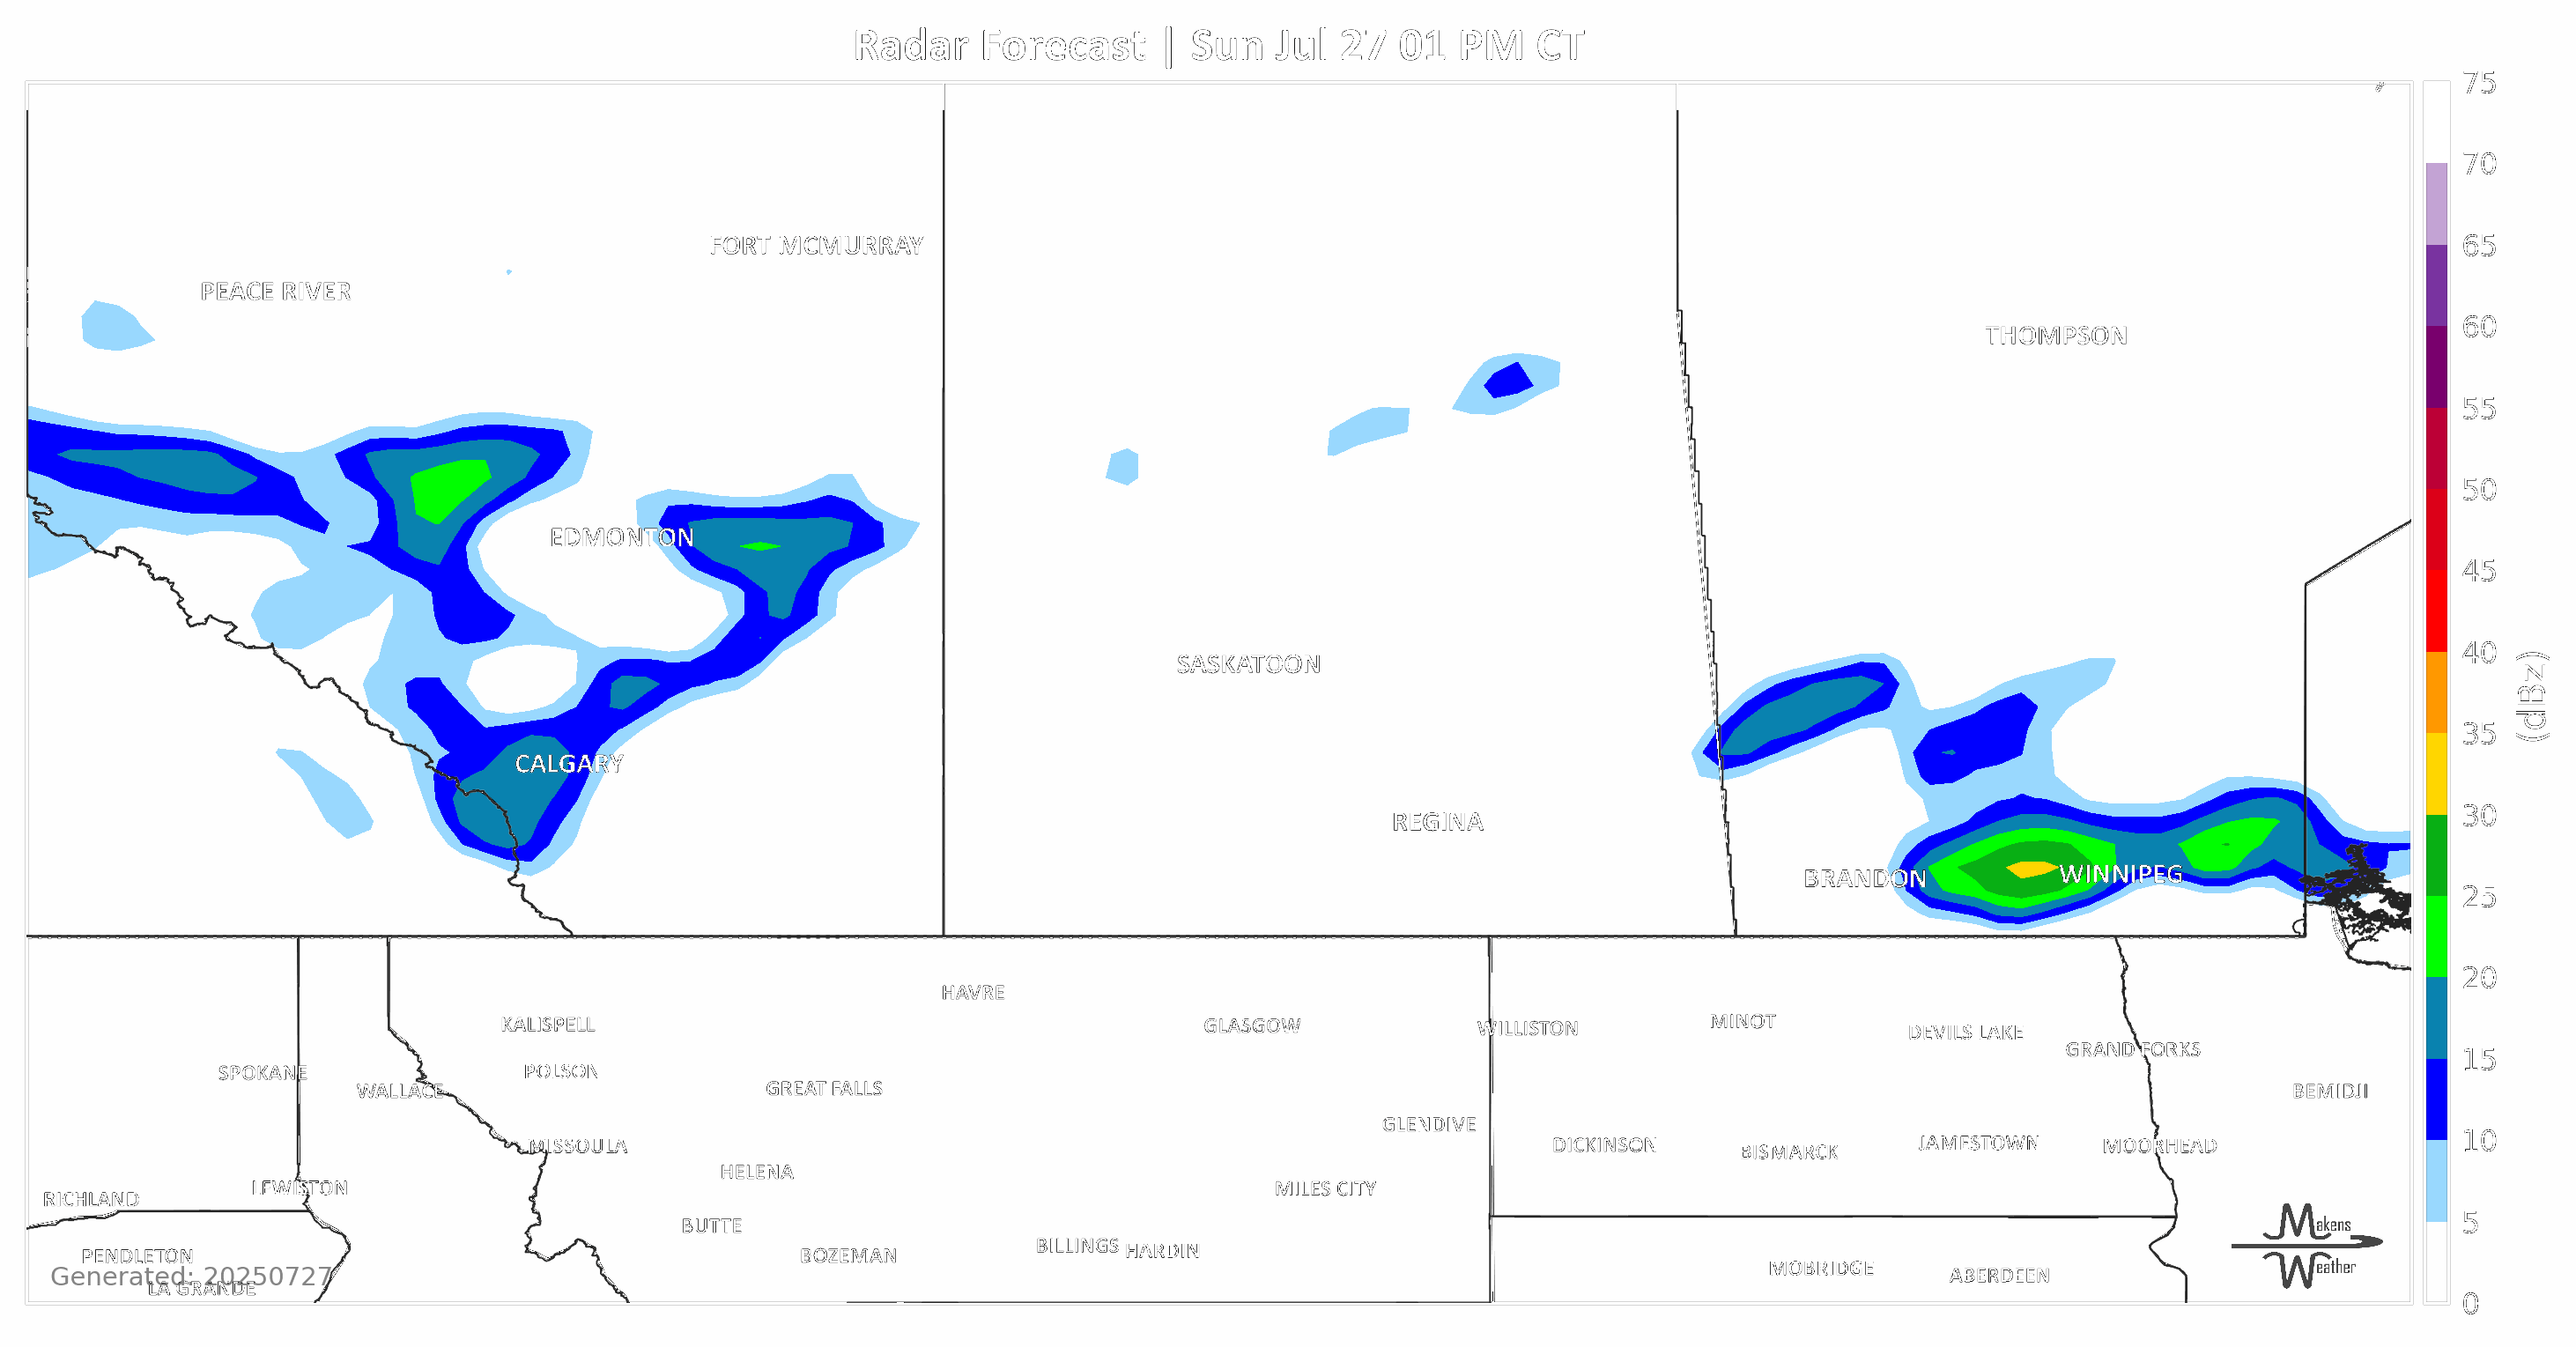 Radar Forecast | Sun Jul 27 01 PM CT
75
70
FORT MCMURRAY
65
PEACE RIVER
60
THOMPSON
55
50
EDMONTON
45
40
SASKATOON
(dBz)
35
CALGARY
30
REGINA
WINNIPEG
BRANDON
25
20
HAVRE
KALISPELL
GLASGOW
WILLISTON
MINOT
DEVILS LAKE
GRAND FORKS
15
SPOKANE
POLSON
WALLACE
GREAT FALLS
BEMIDJI
GLENDIVE
10
MISSOULA
DICKINSON
BISMARCK
JAMESTOWN
MOORHEAD
HELENA
RICHLAND
LEWISTON
MILES CITY
5
BUTTE
Makens
Weather
PENDLETON
BOZEMAN
BILLINGS
HARDIN
MOBRIDGE
ABERDEEN
Generated: 20250727
LA GRANDE
0